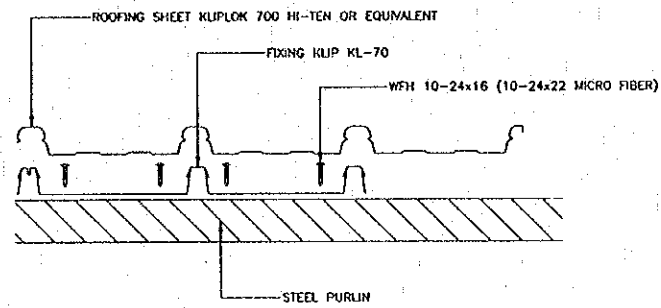 ROOFING SHEET KLIPLOK 700 HI-TEN OR EQUIVALENT
FIXING KLIP KL-70
WFH 10-24x16 (10-24x22 MICRO FIBER)
STEEL PURLIN